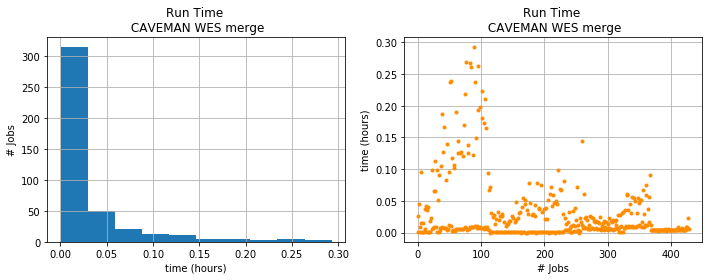 Run Time
CAVEMAN WES merge
# Jobs
300
250
200
150
100
50
0
0.00 0.05 0.10 0.15 0.20 0.25 0.30
time (hours)
Run Time
CAVEMAN WES merge
time (hours)
0.30
0.25
0.20
0.15
0.10
0.05
0.00
0 100 200 300 400
# Jobs